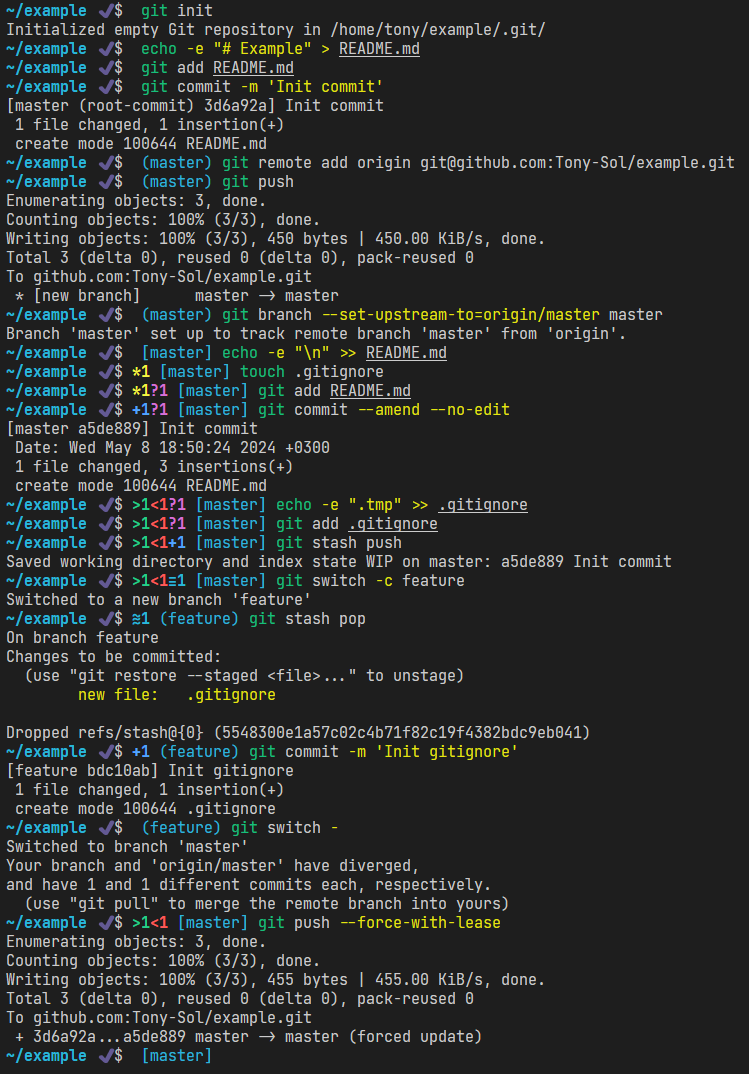 ~/example ✔$  git init
Initialized empty Git repository in /home/tony/example/.git/
~/example ✔$  echo -e "# Example" > README.md
~/example ✔$  git add README.md
~/example ✔$  git commit -m 'Init commit'
[master (root-commit) 3d6a92a] Init commit
 1 file changed, 1 insertion(+)
 create mode 100644 README.md
~/example ✔$  (master) git remote add origin git@github.com:Tony-Sol/example.git
~/example ✔$  (master) git push
Enumerating objects: 3, done.
Counting objects: 100% (3/3), done.
Writing objects: 100% (3/3), 450 bytes | 450.00 KiB/s, done.
Total 3 (delta 0), reused 0 (delta 0), pack-reused 0
To github.com:Tony-Sol/example.git
 * [new branch]      master -> master
~/example ✔$  (master) git branch --set-upstream-to=origin/master master
Branch 'master' set up to track remote branch 'master' from 'origin'.
~/example ✔$  [master] echo -e "\n" >> README.md
~/example ✔$ *1 [master] touch .gitignore
~/example ✔$ *1?1 [master] git add README.md
~/example ✔$ +1?1 [master] git commit --amend --no-edit
[master a5de889] Init commit
 Date: Wed May 8 18:50:24 2024 +0300
 1 file changed, 3 insertions(+)
 create mode 100644 README.md
~/example ✔$ >1<1?1 [master] echo -e ".tmp" >> .gitignore
~/example ✔$ >1<1?1 [master] git add .gitignore
~/example ✔$ >1<1+1 [master] git stash push
Saved working directory and index state WIP on master: a5de889 Init commit
~/example ✔$ >1<1≡1 [master] git switch -c feature
Switched to a new branch 'feature'
~/example ✔$ ≋1 (feature) git stash pop
On branch feature
Changes to be committed:
  (use "git restore --staged <file>..." to unstage)
        new file:   .gitignore

Dropped refs/stash@{0} (5548300e1a57c02c4b71f82c19f4382bdc9eb041)
~/example ✔$ +1 (feature) git commit -m 'Init gitignore'
[feature bdc10ab] Init gitignore
 1 file changed, 1 insertion(+)
 create mode 100644 .gitignore
~/example ✔$  (feature) git switch -
Switched to branch 'master'
Your branch and 'origin/master' have diverged,
and have 1 and 1 different commits each, respectively.
  (use "git pull" to merge the remote branch into yours)
~/example ✔$ >1<1 [master] git push --force-with-lease
Enumerating objects: 3, done.
Counting objects: 100% (3/3), done.
Writing objects: 100% (3/3), 455 bytes | 455.00 KiB/s, done.
Total 3 (delta 0), reused 0 (delta 0), pack-reused 0
To github.com:Tony-Sol/example.git
 + 3d6a92a...a5de889 master -> master (forced update)
~/example ✔$  [master]